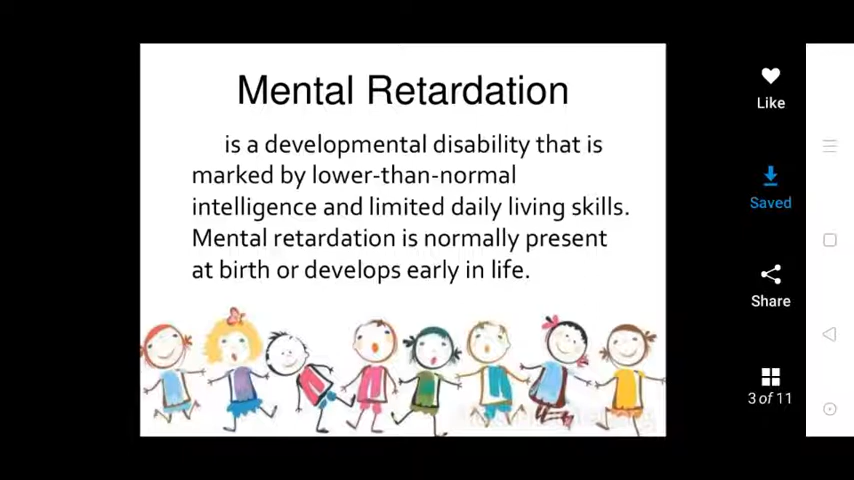 Mental Retardation
is a developmental disability that is
marked by lower-than-normal
intelligence and limited daily living skills.
Mental retardation is normally present
at birth or develops early in life.
Like
Saved
Share
3 of 11